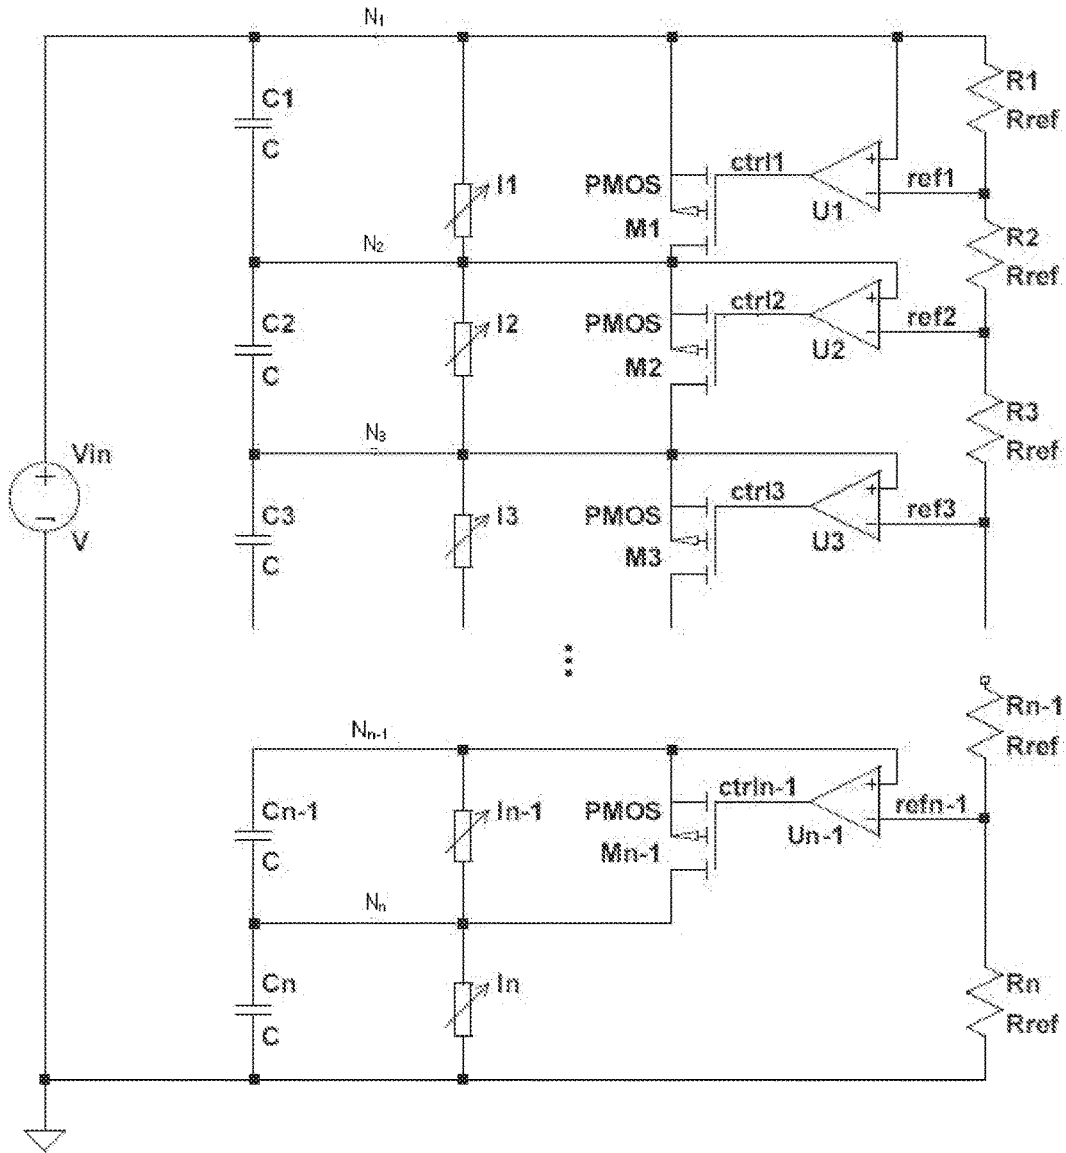 N1
C1
C
I1
PMOS
M1
ctrl1
U1
ref1
R1
Rref
N2
C2
C
I2
PMOS
M2
ctrl2
U2
ref2
R2
Rref
Vin
V
N3
C3
C
I3
PMOS
M3
ctrl3
U3
ref3
R3
Rref
Nn-1
Cn-1
C
In-1
PMOS
Mn-1
ctrln-1
Un-1
refn-1
Rn-1
Rref
Nn
Cn
C
In
Rn
Rref